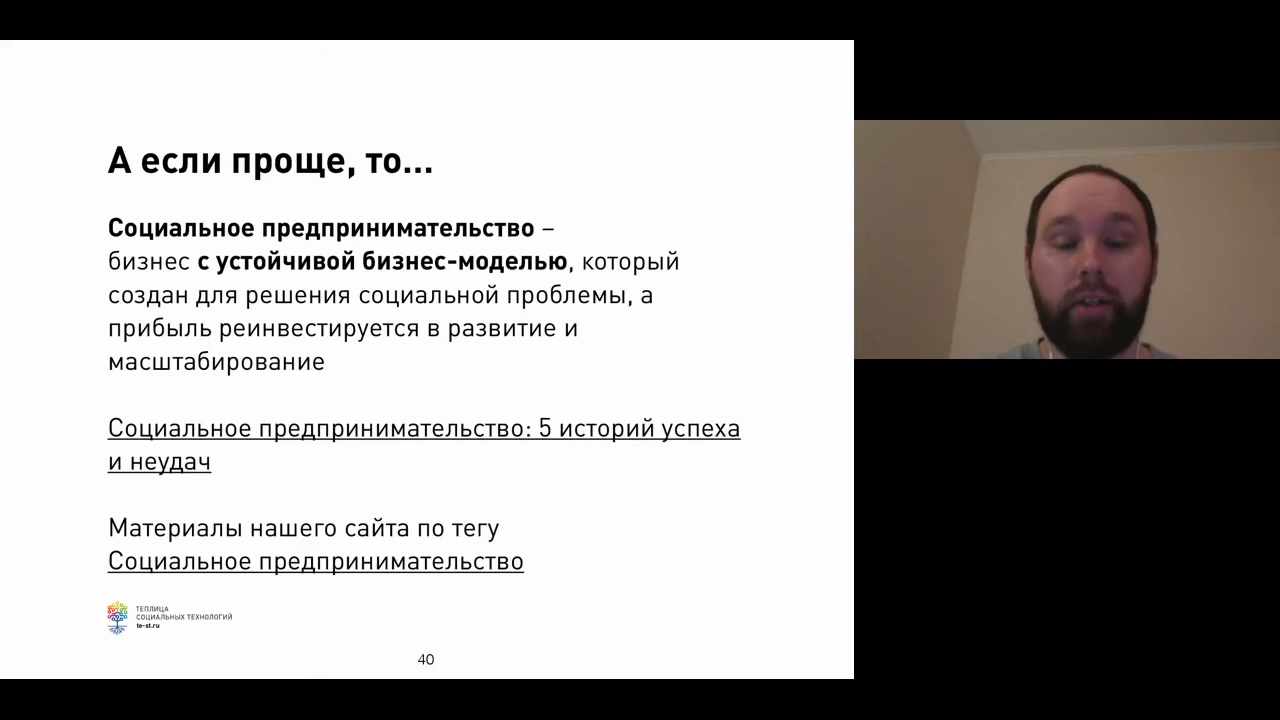 А если проще, то...
Социальное предпринимательство –
бизнес с устойчивой бизнес-моделью, который
создан для решения социальной проблемы, а
прибыль реинвестируется в развитие и
масштабирование
Социальное предпринимательство: 5 историй успеха
и неудач
Материалы нашего сайта по тегу
Социальное предпринимательство
ТЕПЛИЦА
СОЦИАЛЬНЫХ ТЕХНОЛОГИЙ
te-st.ru
40